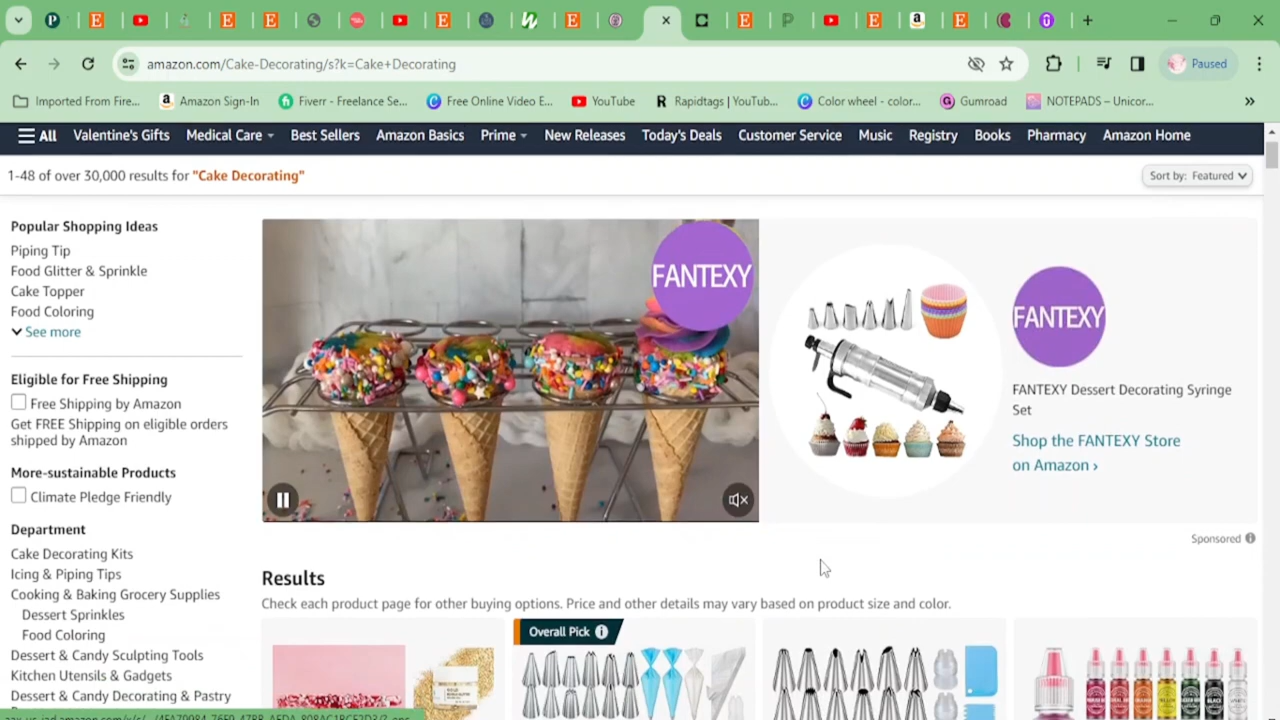 Paused
amazon.com/Cake-Decorating/s?k=Cake+Decorating
Imported From Fire...
Amazon Sign-In
Fiverr - Freelance Se...
Free Online Video E...
YouTube
Rapidtags | YouTub...
Color wheel - color...
Gumroad
NOTEPADS – Unicor...
All
Valentine's Gifts
Medical Care
Best Sellers
Amazon Basics
Prime
New Releases
Today's Deals
Customer Service
Music
Registry
Books
Pharmacy
Amazon Home
1-48 of over 30,000 results for "Cake Decorating"
Sort by: Featured
Popular Shopping Ideas
Piping Tip
Food Glitter & Sprinkle
Cake Topper
Food Coloring
See more
Eligible for Free Shipping
Free Shipping by Amazon
Get FREE Shipping on eligible orders
shipped by Amazon
More-sustainable Products
Climate Pledge Friendly
Department
Cake Decorating Kits
Icing & Piping Tips
Cooking & Baking Grocery Supplies
Dessert Sprinkles
Food Coloring
Dessert & Candy Sculpting Tools
Kitchen Utensils & Gadgets
Dessert & Candy Decorating & Pastry
FANTEXY
FANTEXY
FANTEXY Dessert Decorating Syringe
Set
Shop the FANTEXY Store
on Amazon ›
Sponsored
Results
Check each product page for other buying options. Price and other details may vary based on product size and color.
Overall Pick